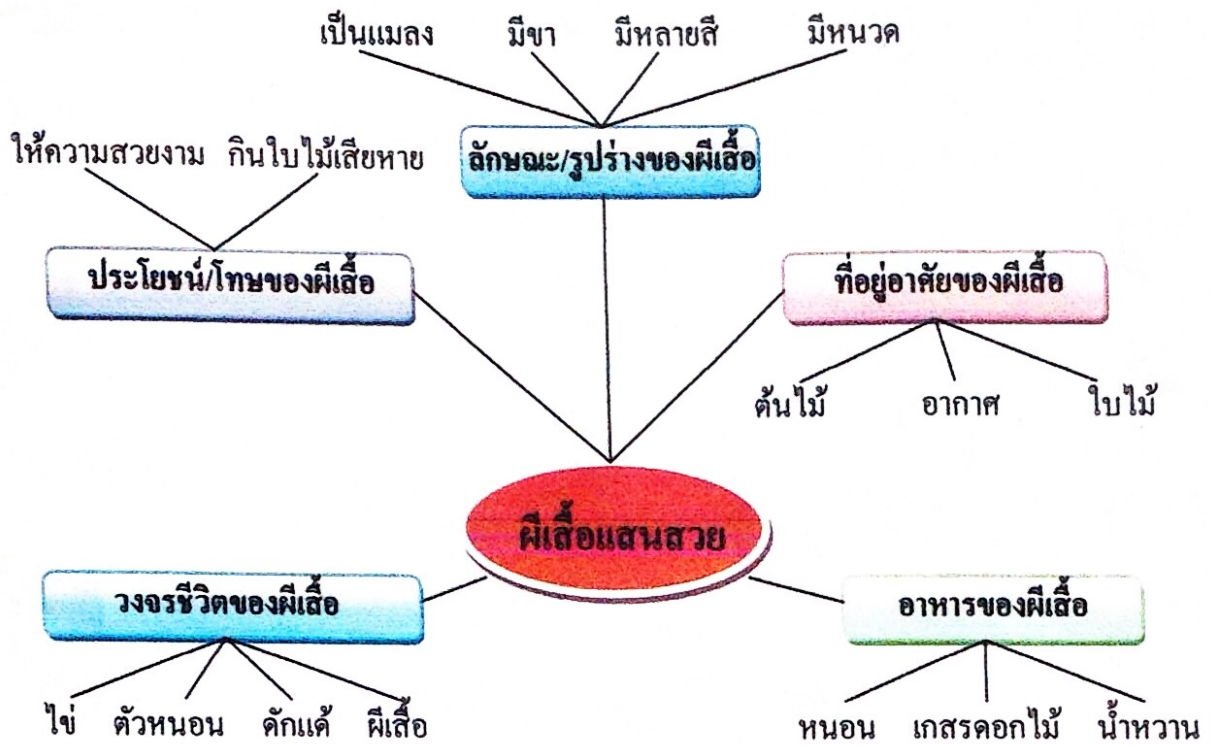 เป็นแมลง มีขา มีหลายสี มีหนวด
ให้ความสวยงาม กินใบไม้เสียหาย
ลักษณะ/รูปร่างของผีเสื้อ
ประโยชน์/โทษของผีเสื้อ
ที่อยู่อาศัยของผีเสื้อ
ต้นไม้ อากาศ ใบไม้
ผีเสื้อแสนสวย
วงจรชีวิตของผีเสื้อ
อาหารของผีเสื้อ
ไข่ ตัวหนอน ดักแด้ ผีเสื้อ
หนอน เกสรดอกไม้ น้ำหวาน